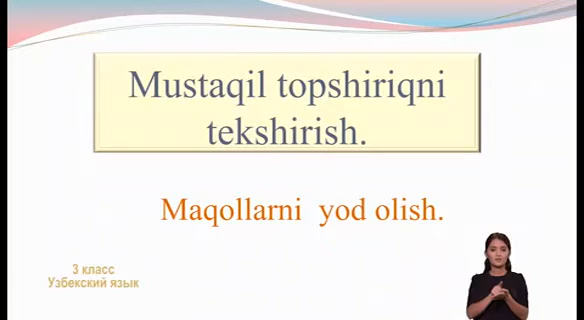 Mustaqil topshiriqni
tekshirish.
Maqollarni yod olish.
3 класс
Узбекский язык